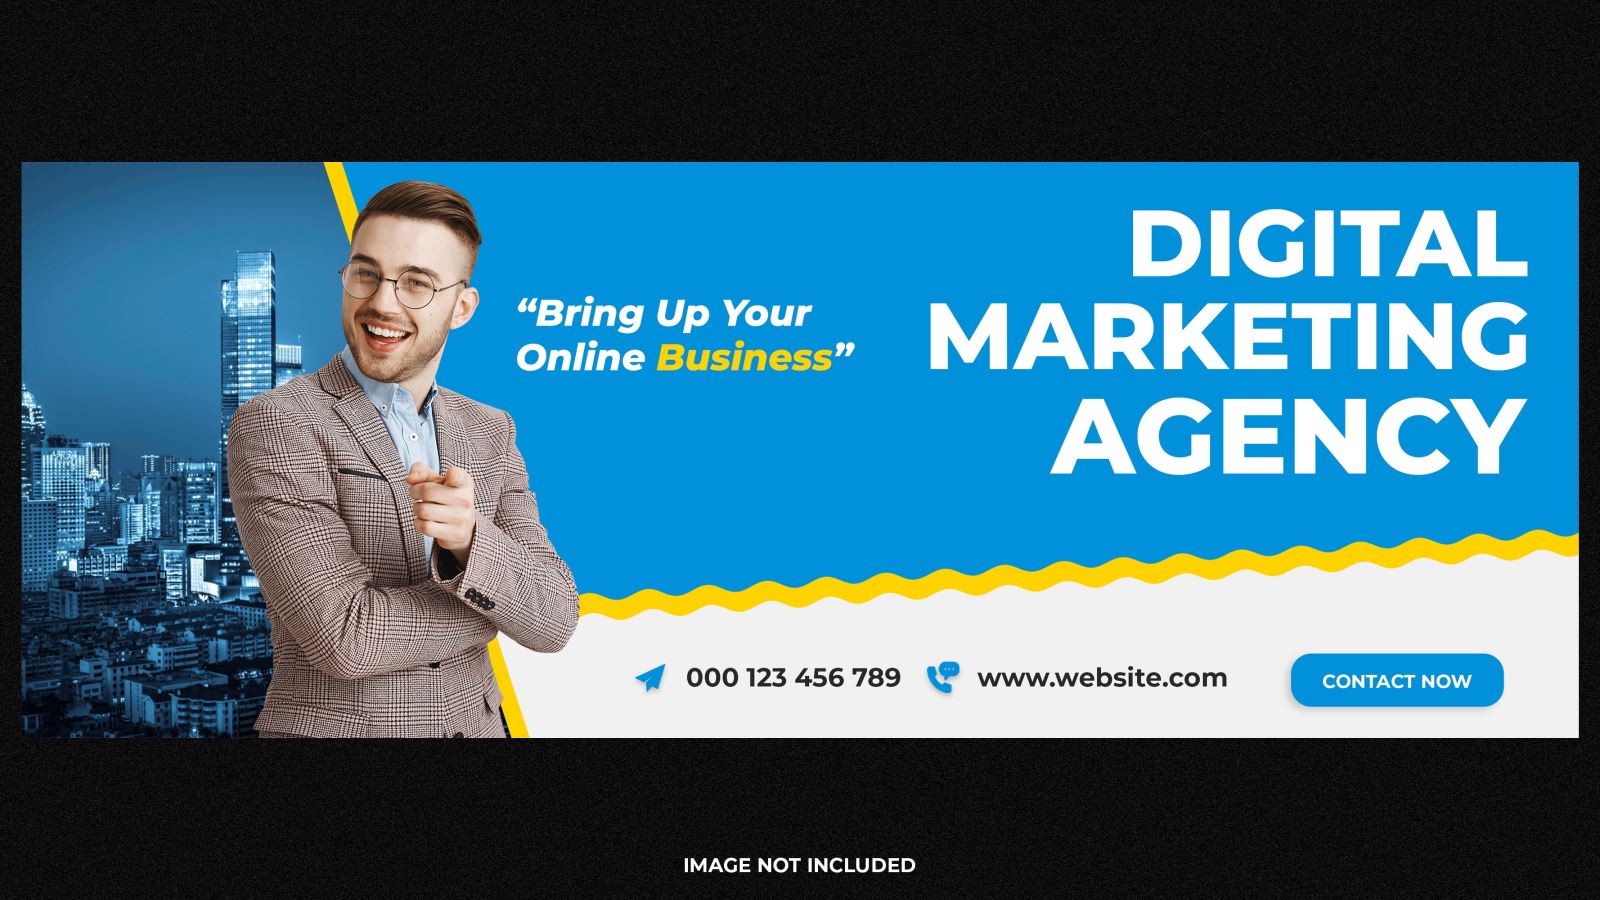 DIGITAL
MARKETING
AGENCY
“Bring Up Your
Online Business”
000 123 456 789
www.website.com
CONTACT NOW
IMAGE NOT INCLUDED